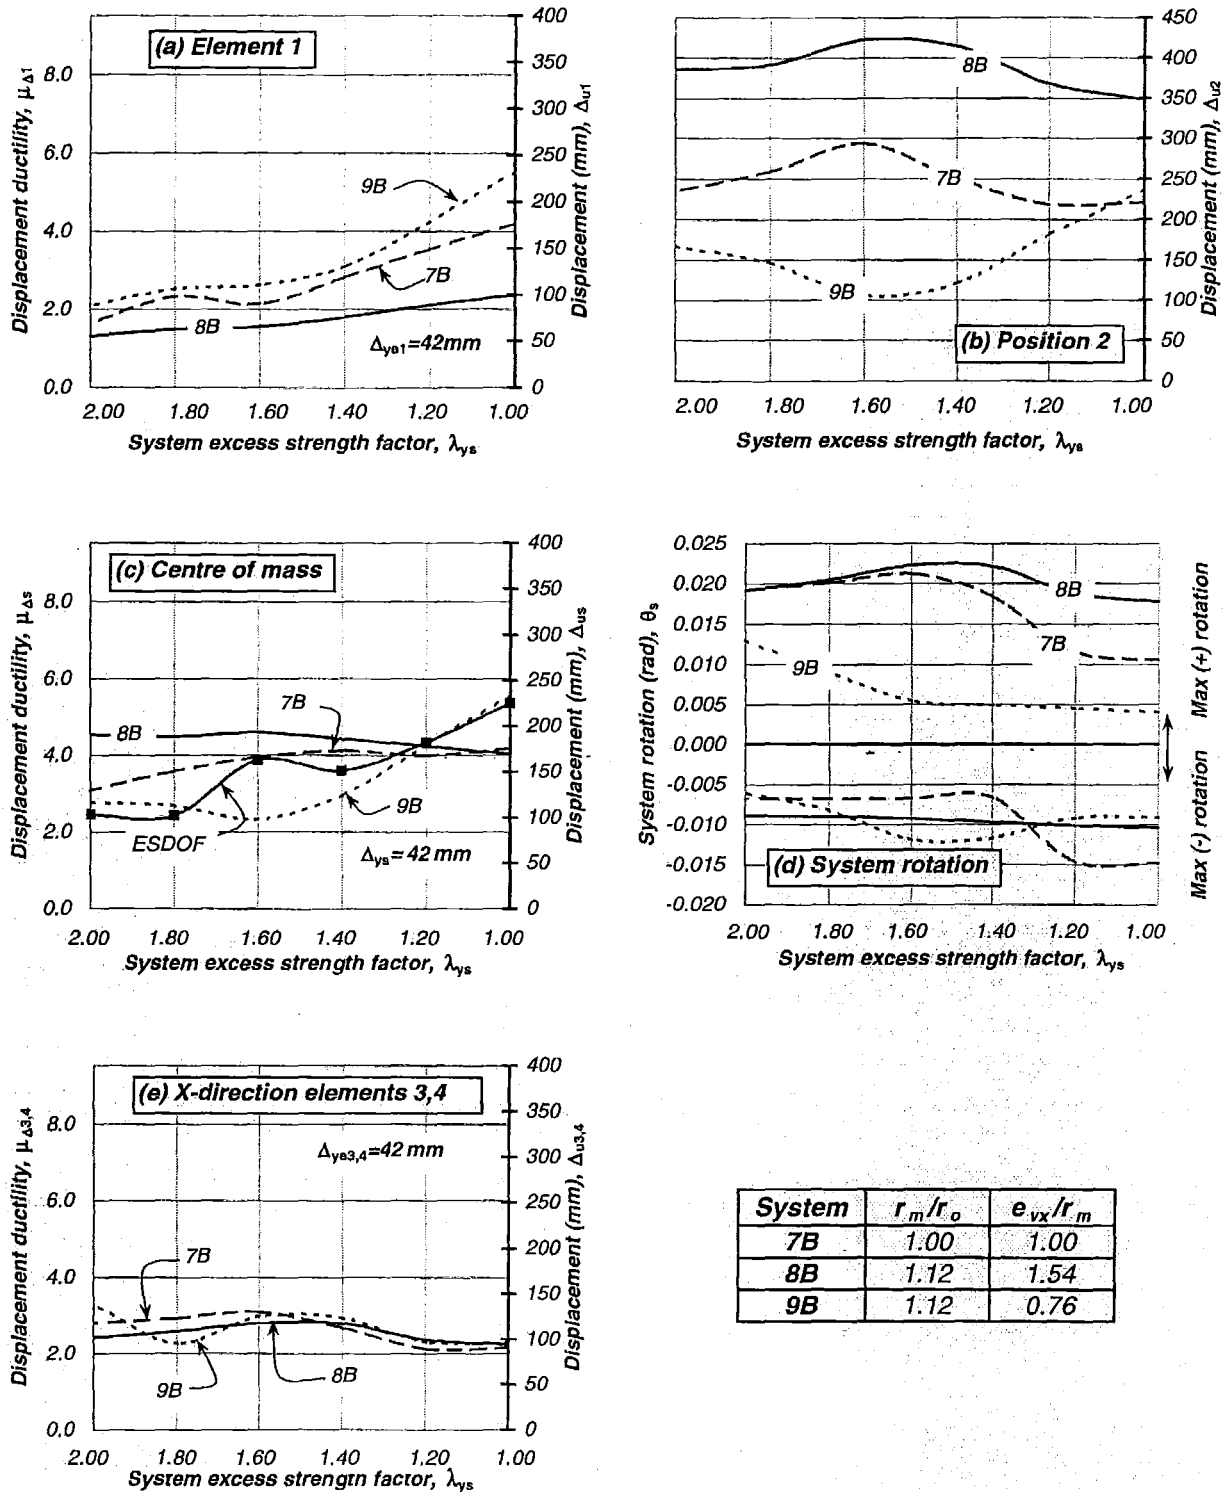 (a) Element 1
Displacement ductility, μΔ1
8.0
6.0
4.0
2.0
0.0
400
350
300
250
200
150
100
50
0
Displacement (mm), Δu1
9B
7B
8B
Δye1=42mm
2.00 1.80 1.60 1.40 1.20 1.00
System excess strength factor, λys
(b) Position 2
450
400
350
300
250
200
150
100
50
0
Displacement (mm), Δu2
8B
7B
9B
2.00 1.80 1.60 1.40 1.20 1.00
System excess strength factor, λys
(c) Centre of mass
Displacement ductility, μΔs
8.0
6.0
4.0
2.0
0.0
400
350
300
250
200
150
100
50
0
Displacement (mm), Δus
7B
8B
9B
ESDOF
Δys=42 mm
2.00 1.80 1.60 1.40 1.20 1.00
System excess strength factor, λys
(d) System rotation
System rotation (rad), θs
0.025
0.020
0.015
0.010
0.005
0.000
-0.005
-0.010
-0.015
-0.020
8B
7B
9B
Max (+) rotation
Max (-) rotation
2.00 1.80 1.60 1.40 1.20 1.00
System excess strength factor, λys
(e) X-direction elements 3,4
Displacement ductility, μΔ3,4
8.0
6.0
4.0
2.0
0.0
400
350
300
250
200
150
100
50
0
Displacement (mm), Δu3,4
Δye3,4=42 mm
7B
9B
8B
2.00 1.80 1.60 1.40 1.20 1.00
System excess strength factor, λys
System rm/ro evx/rm
7B 1.00 1.00
8B 1.12 1.54
9B 1.12 0.76